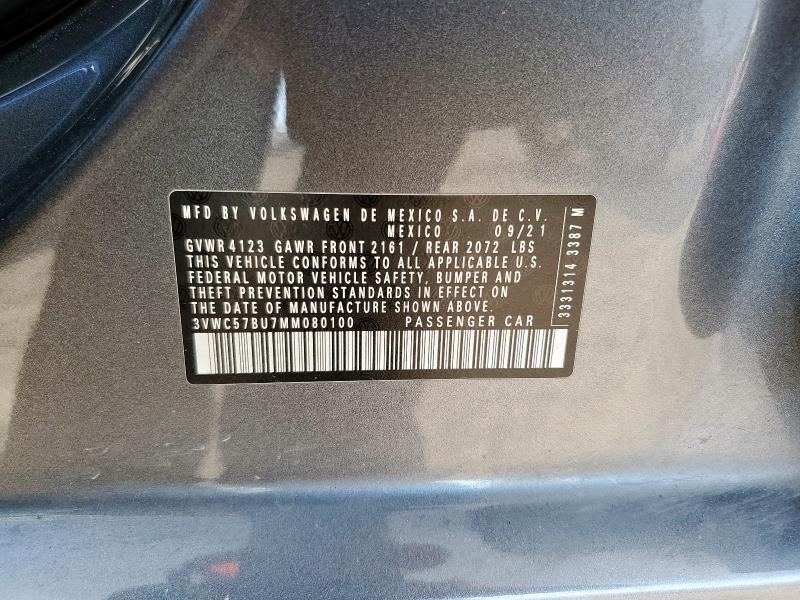 MFD BY VOLKSWAGEN DE MEXICO S.A. DE C.V.
MEXICO 09/21
GVWR 4123 GAWR FRONT 2161 / REAR 2072 LBS
THIS VEHICLE CONFORMS TO ALL APPLICABLE U.S.
FEDERAL MOTOR VEHICLE SAFETY, BUMPER AND
THEFT PREVENTION STANDARDS IN EFFECT ON
THE DATE OF MANUFACTURE SHOWN ABOVE.
3VWC57BU7MM080100 PASSENGER CAR
3331314 3387 M